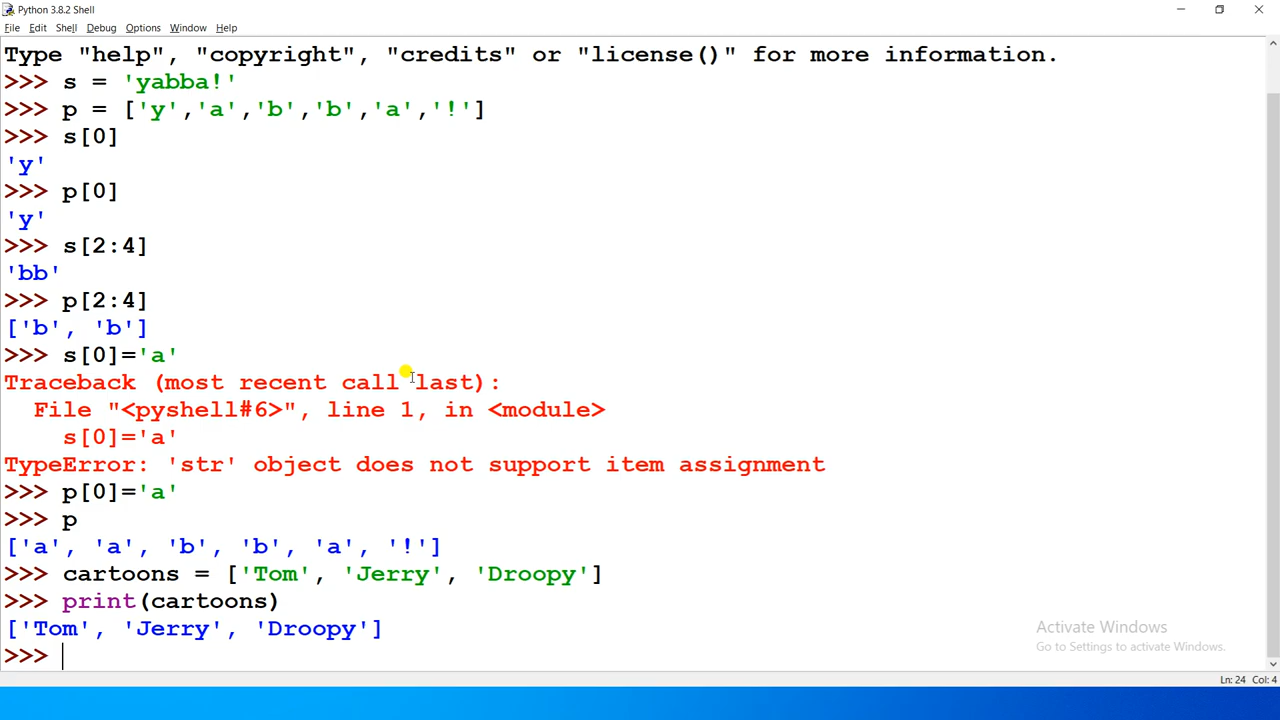 Python 3.8.2 Shell
File Edit Shell Debug Options Window Help
Type "help", "copyright", "credits" or "license()" for more information.
>>> s = 'yabba!'
>>> p = ['y','a','b','b','a','!']
>>> s[0]
'y'
>>> p[0]
'y'
>>> s[2:4]
'bb'
>>> p[2:4]
['b', 'b']
>>> s[0]='a'
Traceback (most recent call last):
  File "<pyshell#6>", line 1, in <module>
    s[0]='a'
TypeError: 'str' object does not support item assignment
>>> p[0]='a'
>>> p
['a', 'a', 'b', 'b', 'a', '!']
>>> cartoons = ['Tom', 'Jerry', 'Droopy']
>>> print(cartoons)
['Tom', 'Jerry', 'Droopy']
>>>
Activate Windows
Go to Settings to activate Windows.
Ln: 24 Col: 4